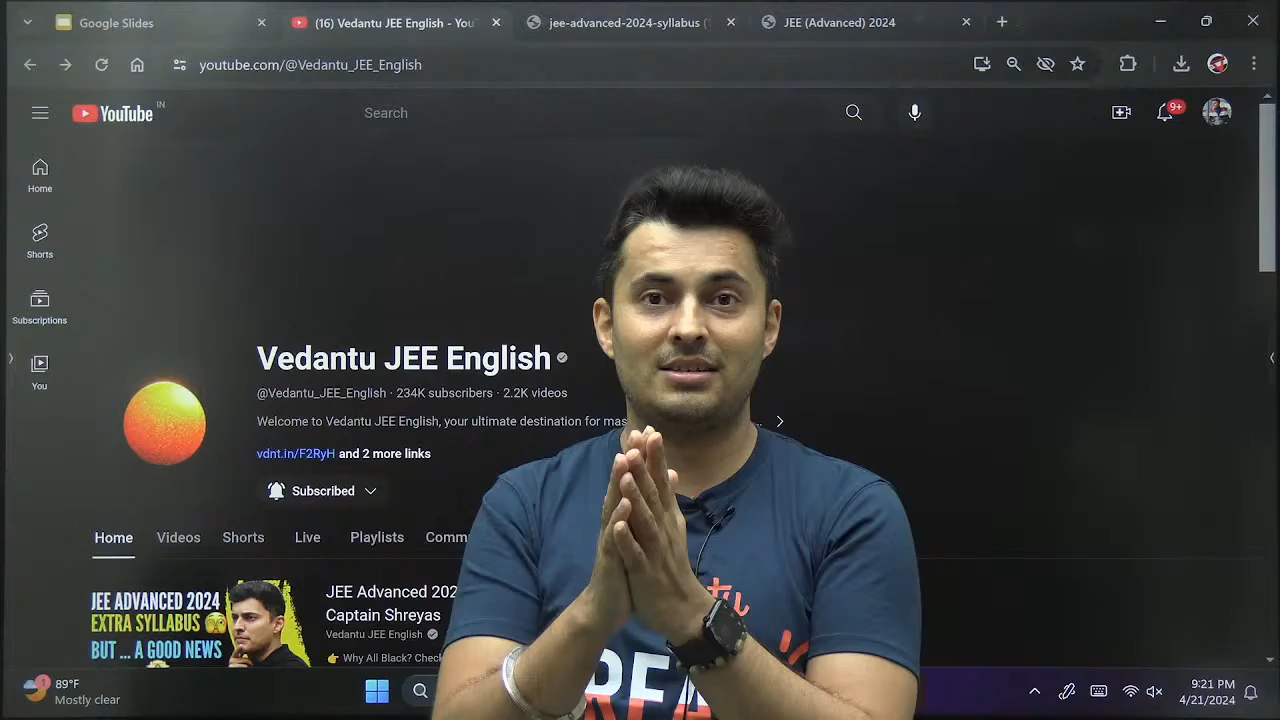 Google Slides
(16) Vedantu JEE English - You
jee-advanced-2024-syllabus (
JEE (Advanced) 2024
youtube.com/@Vedantu_JEE_English
YouTube IN
Search
9+
Home
Shorts
Subscriptions
You
Vedantu JEE English
@Vedantu_JEE_English · 234K subscribers · 2.2K videos
Welcome to Vedantu JEE English, your ultimate destination for mas
...
vdnt.in/F2RyH and 2 more links
Subscribed
Home Videos Shorts Live Playlists Comm
JEE ADVANCED 2024
EXTRA SYLLABUS
BUT ... A GOOD NEWS
JEE Advanced 202
Captain Shreyas
Vedantu JEE English
Why All Black? Check
1
89°F
Mostly clear
9:21 PM
4/21/2024